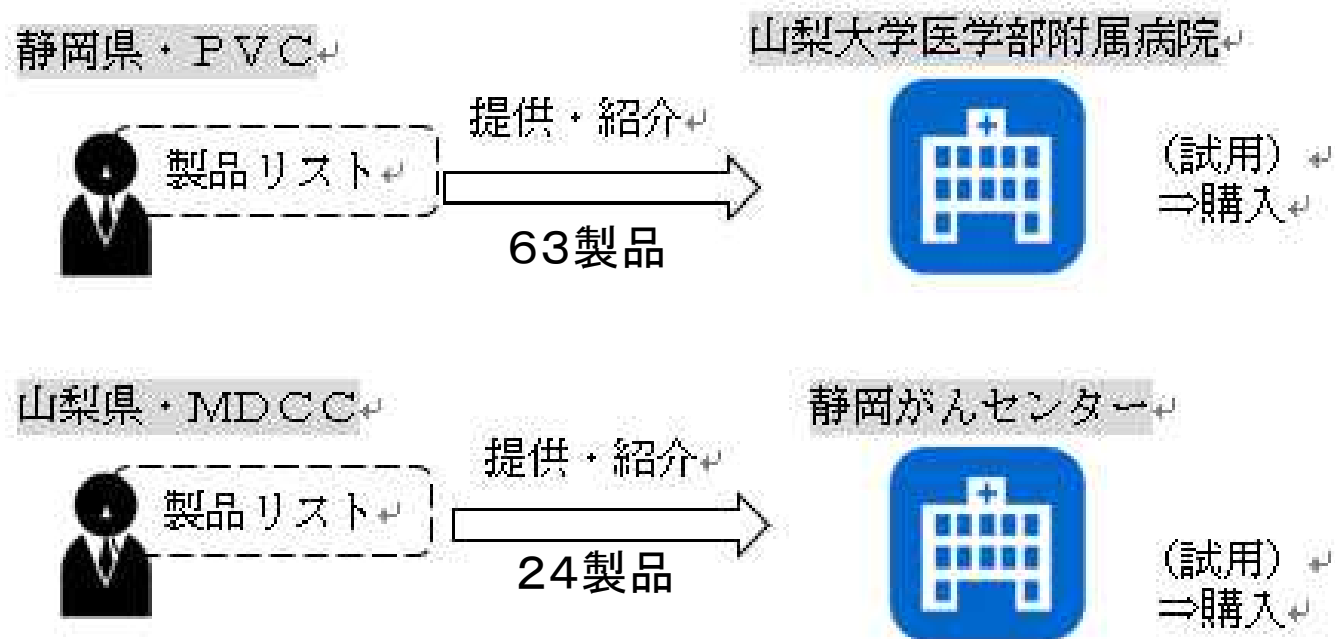 静岡県・ＰＶＣ
山梨大学医学部附属病院
製品リスト
提供・紹介
63製品
（試用）
⇒購入
山梨県・ＭＤＣＣ
静岡がんセンター
製品リスト
提供・紹介
24製品
（試用）
⇒購入